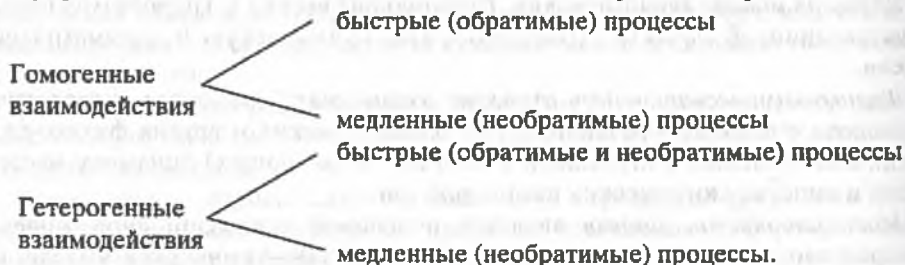 быстрые (обратимые) процессы
Гомогенные
взаимодействия
медленные (необратимые) процессы
быстрые (обратимые и необратимые) процессы
Гетерогенные
взаимодействия
медленные (необратимые) процессы.